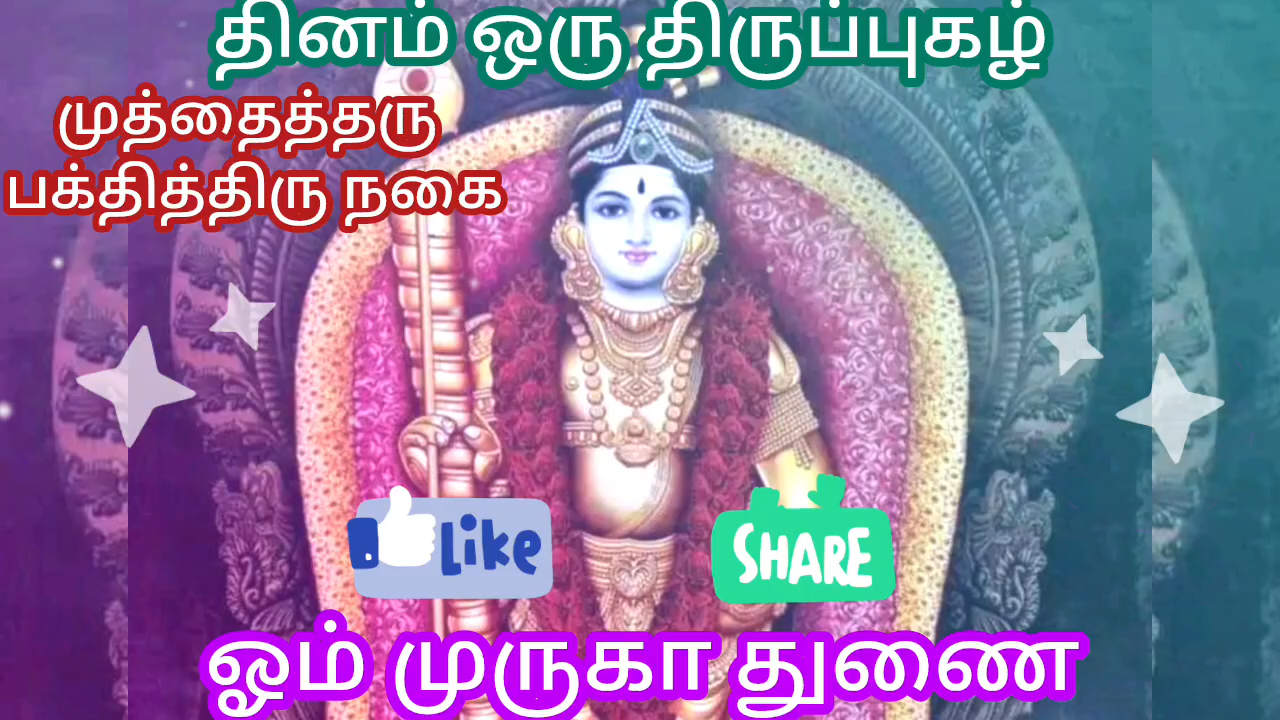 தினம் ஒரு திருப்புகழ்
முத்தைத்தரு
பக்தித்திரு நகை
Like
SHARE
ஓம் முருகா துணை